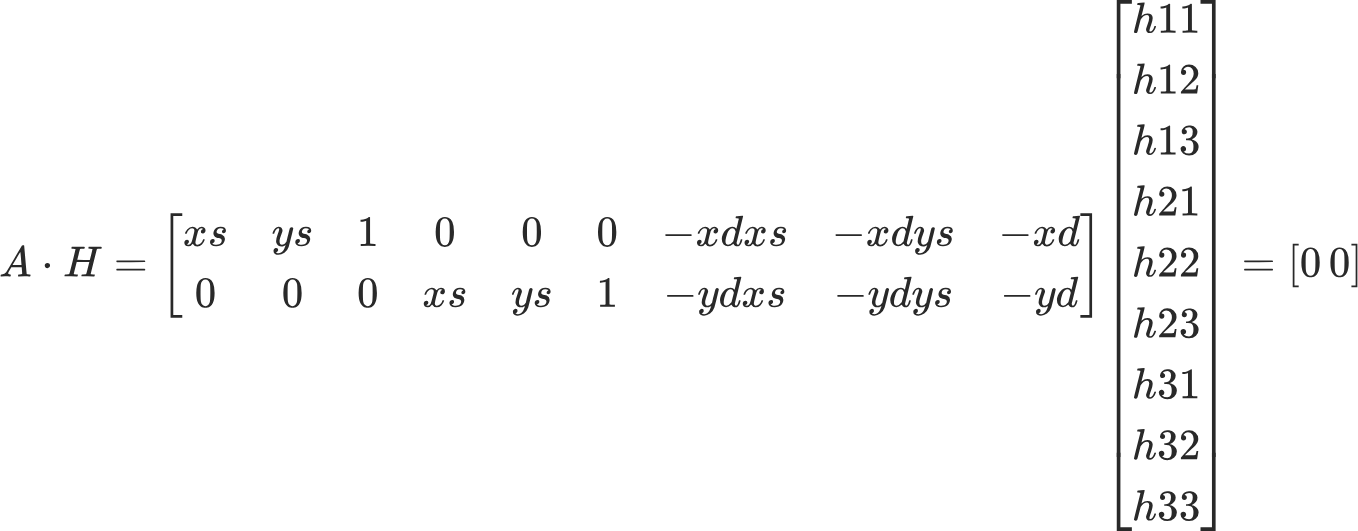 A · H = [xs ys 1 0 0 0 −xdxs −xdys −xd
0 0 0 xs ys 1 −ydxs −ydys −yd]
[h11
h12
h13
h21
h22
h23
h31
h32
h33]
= [0 0]